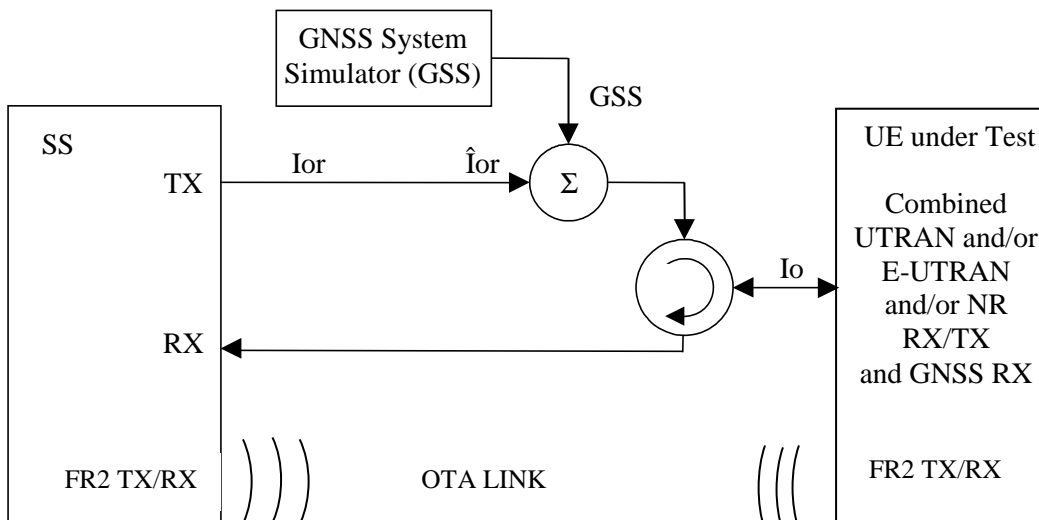 GNSS System
Simulator (GSS)
GSS
SS
TX
Ior
Îor
Σ
UE under Test
Combined
UTRAN and/or
E-UTRAN
and/or NR
RX/TX
and GNSS RX
Io
RX
FR2 TX/RX
OTA LINK
FR2 TX/RX